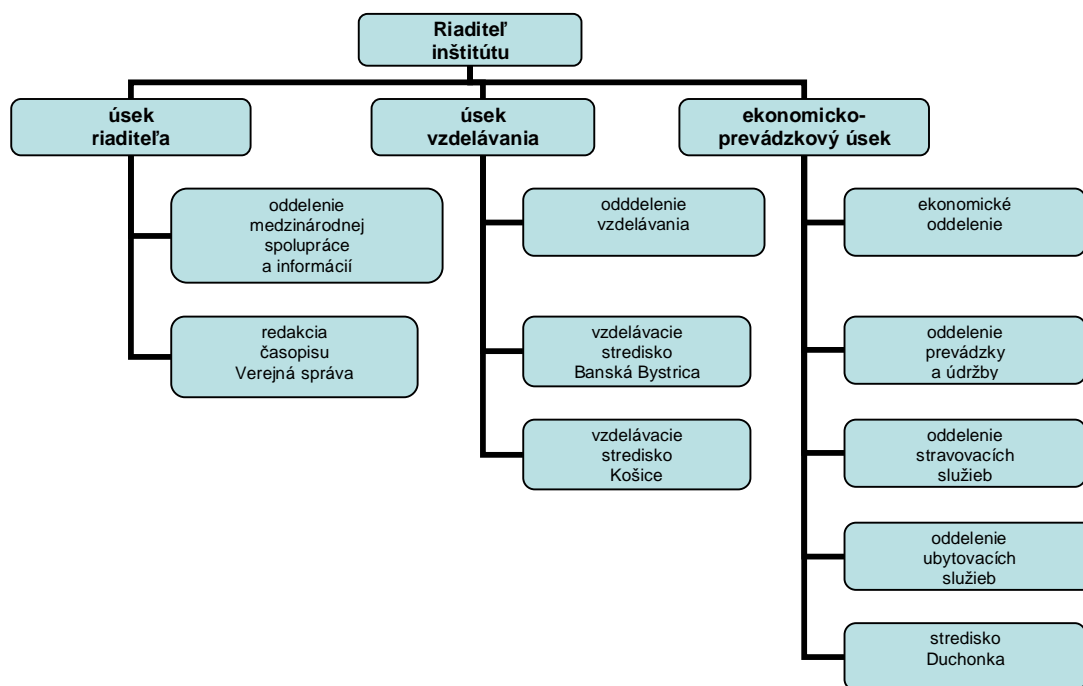 Riaditeľ
inštitútu
úsek
riaditeľa
úsek
vzdelávania
ekonomicko-
prevádzkový úsek
oddelenie
medzinárodnej
spolupráce
a informácií
redakcia
časopisu
Verejná správa
odddelenie
vzdelávania
vzdelávacie
stredisko
Banská Bystrica
vzdelávacie
stredisko
Košice
ekonomické
oddelenie
oddelenie
prevádzky
a údržby
oddelenie
stravovacích
služieb
oddelenie
ubytovacích
služieb
stredisko
Duchonka